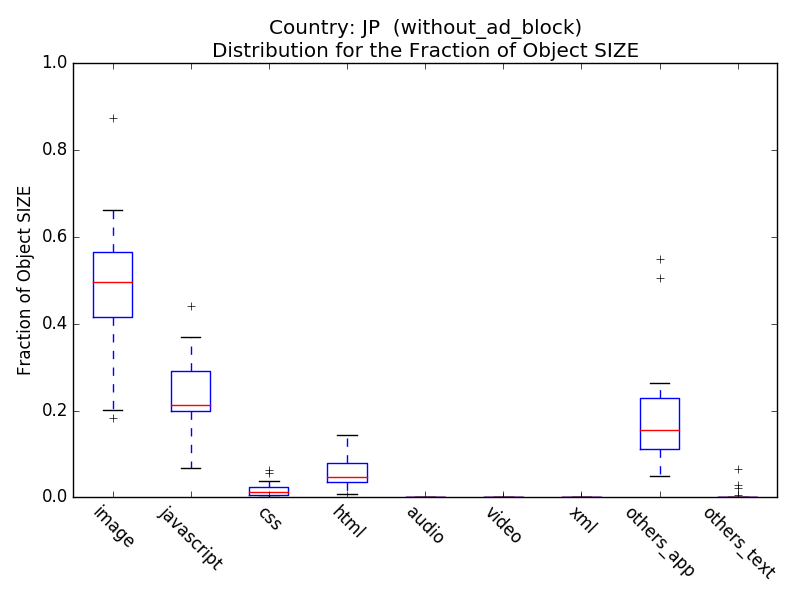 Country: JP  (without_ad_block)
Distribution for the Fraction of Object SIZE
Fraction of Object SIZE
1.0
0.8
0.6
0.4
0.2
0.0
image
javascript
css
html
audio
video
xml
others_app
others_text